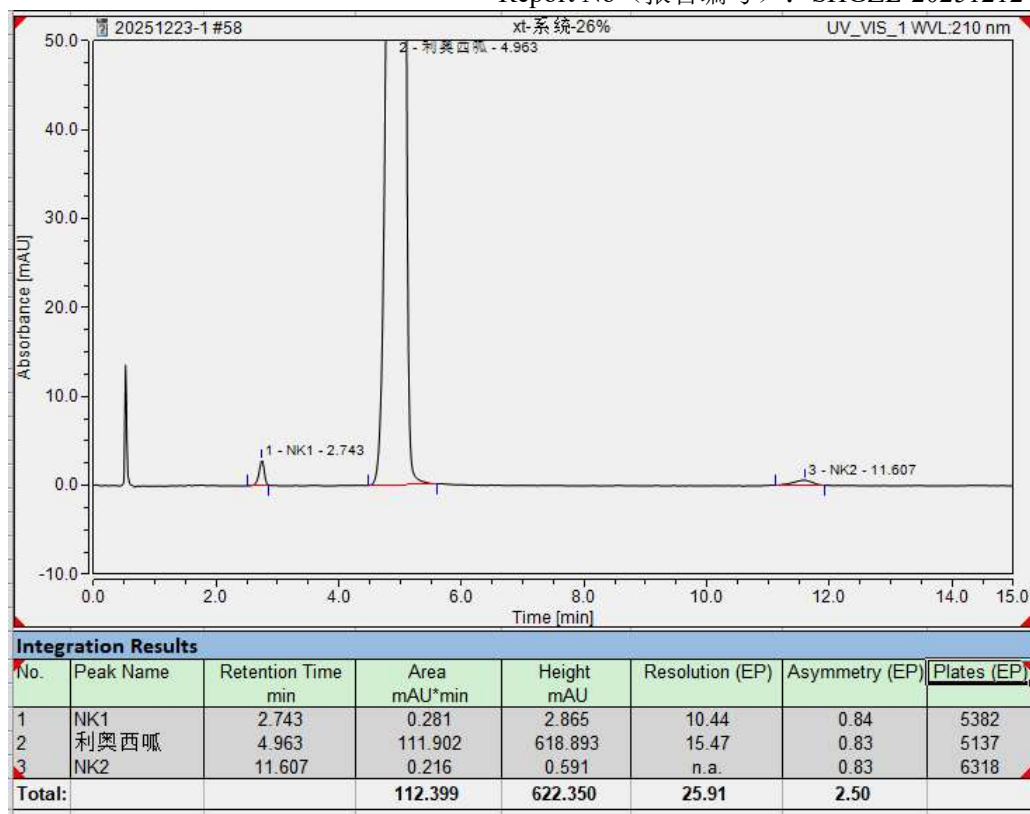 Report No（报告编号）：SHGZZ-20251212
20251223-1 #58 xt-系统-26% UV_VIS_1 WVL:210 nm
50.0
2 - 利奥西呱 - 4.963
40.0
30.0
20.0
10.0
1 - NK1 - 2.743
3 - NK2 - 11.607
0.0
-10.0
Absorbance [mAU]
0.0 2.0 4.0 6.0 8.0 10.0 12.0 14.0 15.0
Time [min]
Integration Results
No. Peak Name Retention Time Area Height Resolution (EP) Asymmetry (EP) Plates (EP)
min mAU*min mAU
1 NK1 2.743 0.281 2.865 10.44 0.84 5382
2 利奥西呱 4.963 111.902 618.893 15.47 0.83 5137
3 NK2 11.607 0.216 0.591 n.a. 0.83 6318
Total: 112.399 622.350 25.91 2.50